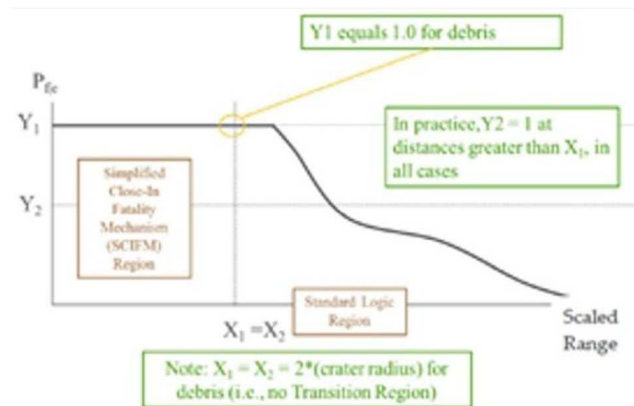 Y1 equals 1.0 for debris
P_f|e
Y₁
In practice,Y2 = 1 at
distances greater than X₁, in
all cases
Simplified
Close-In
Fatality
Mechanism
(SCIFM)
Region
Y₂
Standard Logic
Region
X₁ =X₂
Scaled
Range
Note: X₁ = X₂ = 2*(crater radius) for
debris (i.e., no Transition Region)